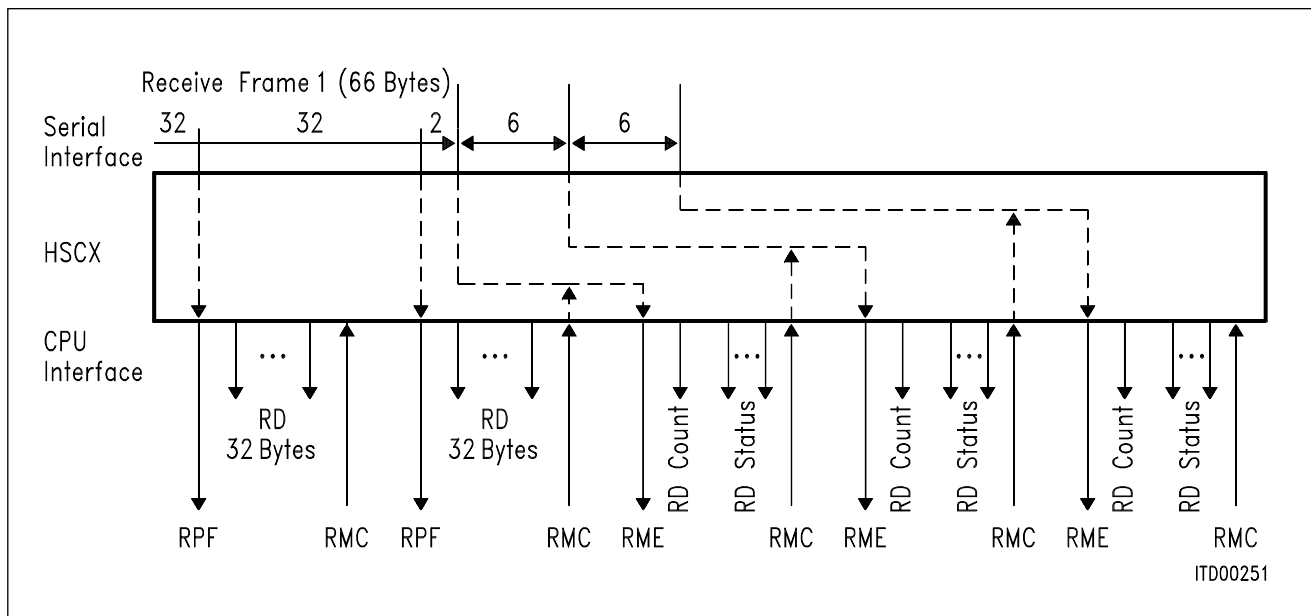 Receive Frame 1 (66 Bytes)
Serial
Interface
32 32 2 6 6
HSCX
CPU
Interface
... ... ... ... ...
RD
32 Bytes
RD
32 Bytes
RD Count
RD Status
RD Count
RD Status
RD Count
RD Status
RPF RMC RPF RMC RME RMC RME RMC RME RMC
ITD00251